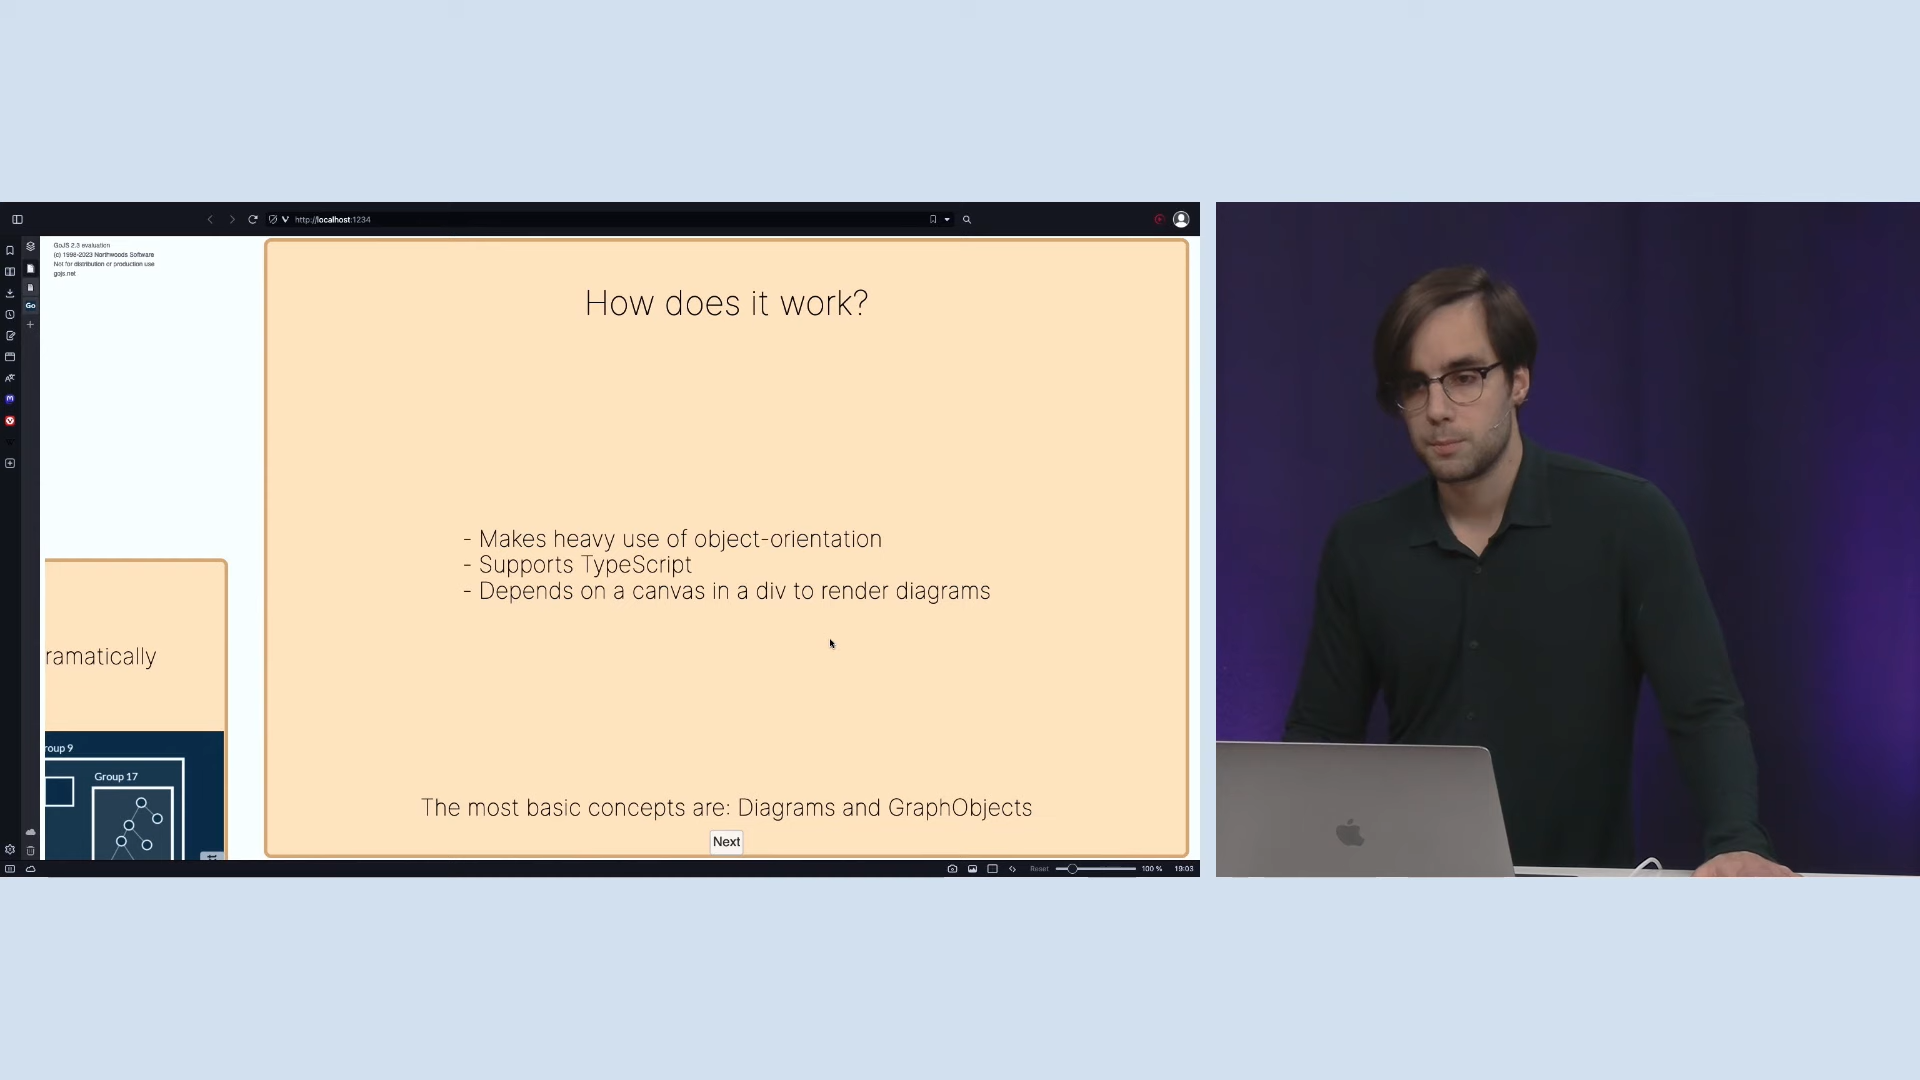 http://localhost:1234
GoJS 2.3 evaluation
(c) 1998-2023 Northwoods Software
Not for distribution or production use
gojs.net
Go
How does it work?
- Makes heavy use of object-orientation
- Supports TypeScript
- Depends on a canvas in a div to render diagrams
ramatically
roup 9
Group 17
The most basic concepts are: Diagrams and GraphObjects
Next
Reset
100 %
19:03